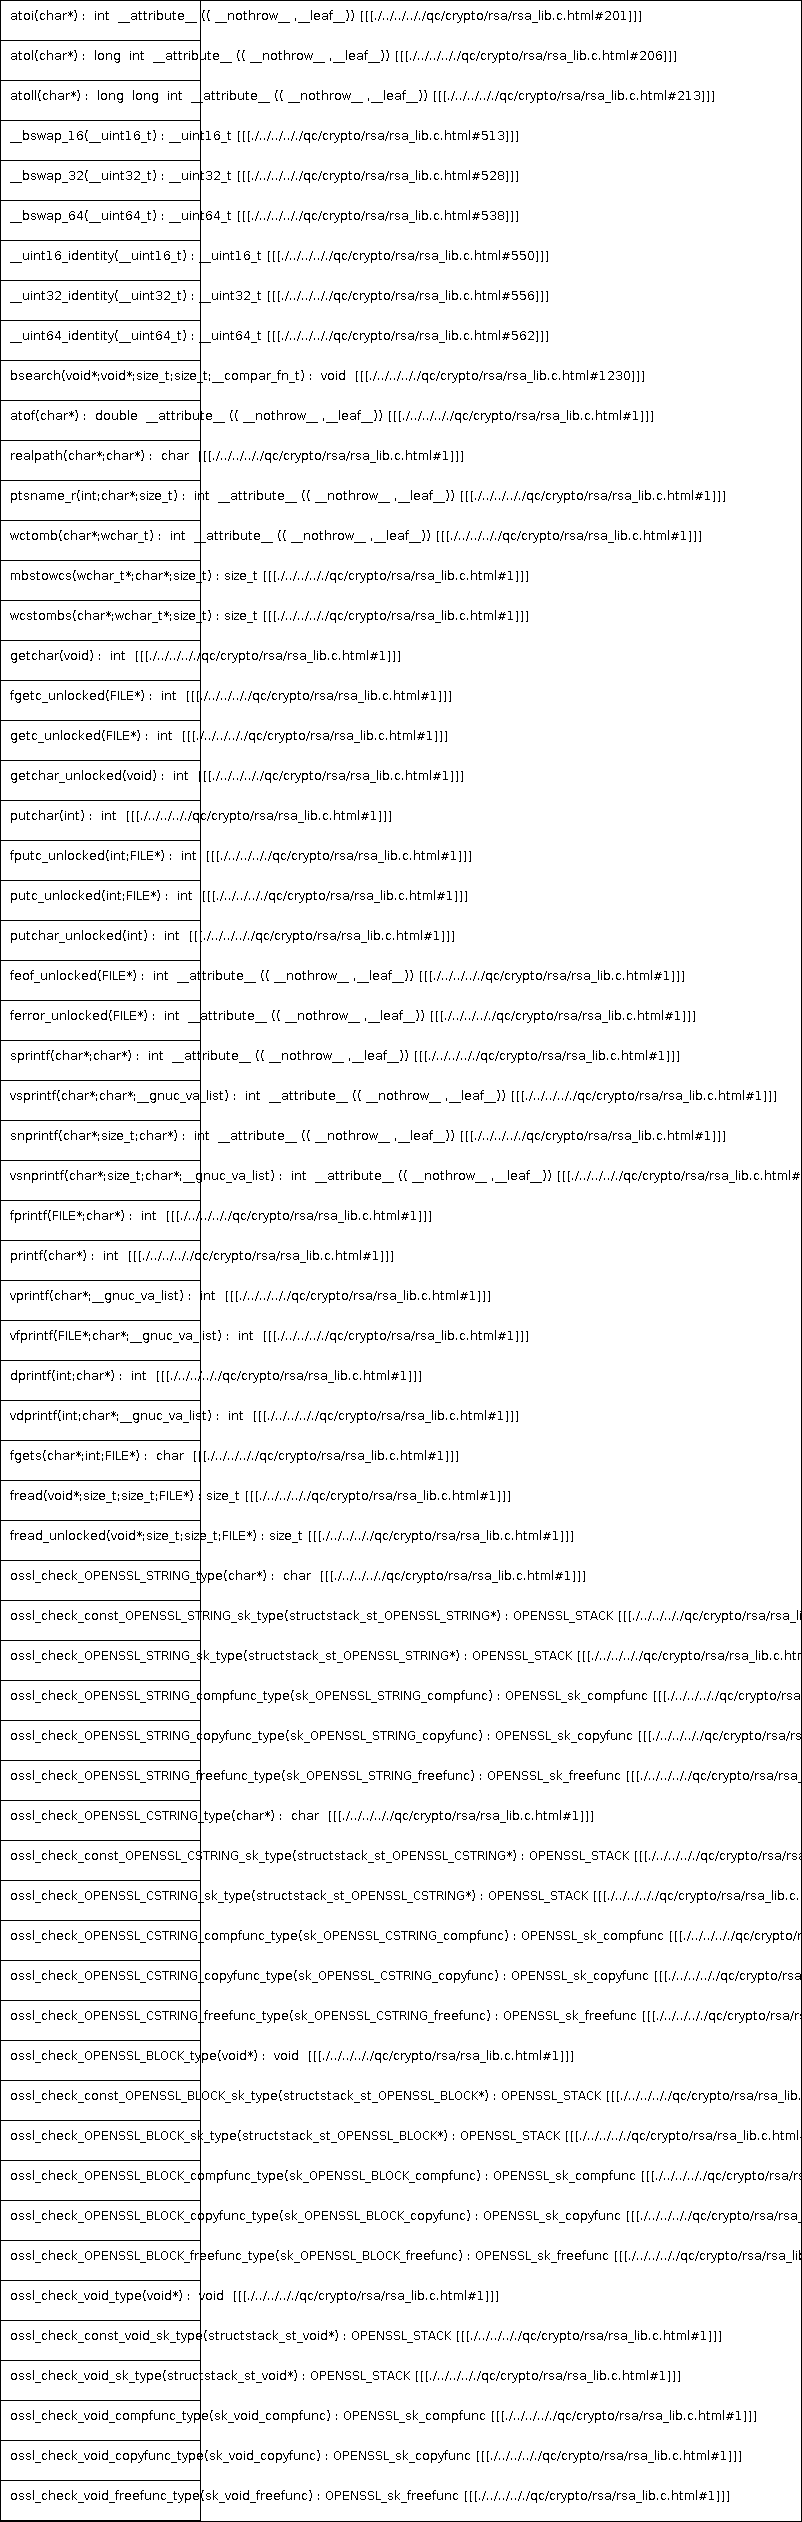 atoi(char*) :  int  __attribute__ (( __nothrow__ ,__leaf__)) [[[./../../../qc/crypto/rsa/rsa_lib.c.html#201]]]
atol(char*) :  long  int  __attribute__ (( __nothrow__ ,__leaf__)) [[[./../../../qc/crypto/rsa/rsa_lib.c.html#206]]]
atoll(char*) :  long  long  int  __attribute__ (( __nothrow__ ,__leaf__)) [[[./../../../qc/crypto/rsa/rsa_lib.c.html#213]]]
__bswap_16(__uint16_t) : __uint16_t [[[./../../../qc/crypto/rsa/rsa_lib.c.html#513]]]
__bswap_32(__uint32_t) : __uint32_t [[[./../../../qc/crypto/rsa/rsa_lib.c.html#528]]]
__bswap_64(__uint64_t) : __uint64_t [[[./../../../qc/crypto/rsa/rsa_lib.c.html#538]]]
__uint16_identity(__uint16_t) : __uint16_t [[[./../../../qc/crypto/rsa/rsa_lib.c.html#550]]]
__uint32_identity(__uint32_t) : __uint32_t [[[./../../../qc/crypto/rsa/rsa_lib.c.html#556]]]
__uint64_identity(__uint64_t) : __uint64_t [[[./../../../qc/crypto/rsa/rsa_lib.c.html#562]]]
bsearch(void*;void*;size_t;size_t;__compar_fn_t) :  void  [[[./../../../qc/crypto/rsa/rsa_lib.c.html#1230]]]
atof(char*) :  double  __attribute__ (( __nothrow__ ,__leaf__)) [[[./../../../qc/crypto/rsa/rsa_lib.c.html#1]]]
realpath(char*;char*) :  char  [[[./../../../qc/crypto/rsa/rsa_lib.c.html#1]]]
ptsname_r(int;char*;size_t) :  int  __attribute__ (( __nothrow__ ,__leaf__)) [[[./../../../qc/crypto/rsa/rsa_lib.c.html#1]]]
wctomb(char*;wchar_t) :  int  __attribute__ (( __nothrow__ ,__leaf__)) [[[./../../../qc/crypto/rsa/rsa_lib.c.html#1]]]
mbstowcs(wchar_t*;char*;size_t) : size_t [[[./../../../qc/crypto/rsa/rsa_lib.c.html#1]]]
wcstombs(char*;wchar_t*;size_t) : size_t [[[./../../../qc/crypto/rsa/rsa_lib.c.html#1]]]
getchar(void) :  int  [[[./../../../qc/crypto/rsa/rsa_lib.c.html#1]]]
fgetc_unlocked(FILE*) :  int  [[[./../../../qc/crypto/rsa/rsa_lib.c.html#1]]]
getc_unlocked(FILE*) :  int  [[[./../../../qc/crypto/rsa/rsa_lib.c.html#1]]]
getchar_unlocked(void) :  int  [[[./../../../qc/crypto/rsa/rsa_lib.c.html#1]]]
putchar(int) :  int  [[[./../../../qc/crypto/rsa/rsa_lib.c.html#1]]]
fputc_unlocked(int;FILE*) :  int  [[[./../../../qc/crypto/rsa/rsa_lib.c.html#1]]]
putc_unlocked(int;FILE*) :  int  [[[./../../../qc/crypto/rsa/rsa_lib.c.html#1]]]
putchar_unlocked(int) :  int  [[[./../../../qc/crypto/rsa/rsa_lib.c.html#1]]]
feof_unlocked(FILE*) :  int  __attribute__ (( __nothrow__ ,__leaf__)) [[[./../../../qc/crypto/rsa/rsa_lib.c.html#1]]]
ferror_unlocked(FILE*) :  int  __attribute__ (( __nothrow__ ,__leaf__)) [[[./../../../qc/crypto/rsa/rsa_lib.c.html#1]]]
sprintf(char*;char*) :  int  __attribute__ (( __nothrow__ ,__leaf__)) [[[./../../../qc/crypto/rsa/rsa_lib.c.html#1]]]
vsprintf(char*;char*;__gnuc_va_list) :  int  __attribute__ (( __nothrow__ ,__leaf__)) [[[./../../../qc/crypto/rsa/rsa_lib.c.html#1]]]
snprintf(char*;size_t;char*) :  int  __attribute__ (( __nothrow__ ,__leaf__)) [[[./../../../qc/crypto/rsa/rsa_lib.c.html#1]]]
vsnprintf(char*;size_t;char*;__gnuc_va_list) :  int  __attribute__ (( __nothrow__ ,__leaf__)) [[[./../../../qc/crypto/rsa/rsa_lib.c.html#
fprintf(FILE*;char*) :  int  [[[./../../../qc/crypto/rsa/rsa_lib.c.html#1]]]
printf(char*) :  int  [[[./../../../qc/crypto/rsa/rsa_lib.c.html#1]]]
vprintf(char*;__gnuc_va_list) :  int  [[[./../../../qc/crypto/rsa/rsa_lib.c.html#1]]]
vfprintf(FILE*;char*;__gnuc_va_list) :  int  [[[./../../../qc/crypto/rsa/rsa_lib.c.html#1]]]
dprintf(int;char*) :  int  [[[./../../../qc/crypto/rsa/rsa_lib.c.html#1]]]
vdprintf(int;char*;__gnuc_va_list) :  int  [[[./../../../qc/crypto/rsa/rsa_lib.c.html#1]]]
fgets(char*;int;FILE*) :  char  [[[./../../../qc/crypto/rsa/rsa_lib.c.html#1]]]
fread(void*;size_t;size_t;FILE*) : size_t [[[./../../../qc/crypto/rsa/rsa_lib.c.html#1]]]
fread_unlocked(void*;size_t;size_t;FILE*) : size_t [[[./../../../qc/crypto/rsa/rsa_lib.c.html#1]]]
ossl_check_OPENSSL_STRING_type(char*) :  char  [[[./../../../qc/crypto/rsa/rsa_lib.c.html#1]]]
ossl_check_const_OPENSSL_STRING_sk_type(structstack_st_OPENSSL_STRING*) : OPENSSL_STACK [[[./../../../qc/crypto/rsa/rsa_li
ossl_check_OPENSSL_STRING_sk_type(structstack_st_OPENSSL_STRING*) : OPENSSL_STACK [[[./../../../qc/crypto/rsa/rsa_lib.c.htm
ossl_check_OPENSSL_STRING_compfunc_type(sk_OPENSSL_STRING_compfunc) : OPENSSL_sk_compfunc [[[./../../../qc/crypto/rsa
ossl_check_OPENSSL_STRING_copyfunc_type(sk_OPENSSL_STRING_copyfunc) : OPENSSL_sk_copyfunc [[[./../../../qc/crypto/rsa/rs
ossl_check_OPENSSL_STRING_freefunc_type(sk_OPENSSL_STRING_freefunc) : OPENSSL_sk_freefunc [[[./../../../qc/crypto/rsa/rsa_
ossl_check_OPENSSL_CSTRING_type(char*) :  char  [[[./../../../qc/crypto/rsa/rsa_lib.c.html#1]]]
ossl_check_const_OPENSSL_CSTRING_sk_type(structstack_st_OPENSSL_CSTRING*) : OPENSSL_STACK [[[./../../../qc/crypto/rsa/rsa
ossl_check_OPENSSL_CSTRING_sk_type(structstack_st_OPENSSL_CSTRING*) : OPENSSL_STACK [[[./../../../qc/crypto/rsa/rsa_lib.c.
ossl_check_OPENSSL_CSTRING_compfunc_type(sk_OPENSSL_CSTRING_compfunc) : OPENSSL_sk_compfunc [[[./../../../qc/crypto/r
ossl_check_OPENSSL_CSTRING_copyfunc_type(sk_OPENSSL_CSTRING_copyfunc) : OPENSSL_sk_copyfunc [[[./../../../qc/crypto/rsa
ossl_check_OPENSSL_CSTRING_freefunc_type(sk_OPENSSL_CSTRING_freefunc) : OPENSSL_sk_freefunc [[[./../../../qc/crypto/rsa/rs
ossl_check_OPENSSL_BLOCK_type(void*) :  void  [[[./../../../qc/crypto/rsa/rsa_lib.c.html#1]]]
ossl_check_const_OPENSSL_BLOCK_sk_type(structstack_st_OPENSSL_BLOCK*) : OPENSSL_STACK [[[./../../../qc/crypto/rsa/rsa_lib.
ossl_check_OPENSSL_BLOCK_sk_type(structstack_st_OPENSSL_BLOCK*) : OPENSSL_STACK [[[./../../../qc/crypto/rsa/rsa_lib.c.html
ossl_check_OPENSSL_BLOCK_compfunc_type(sk_OPENSSL_BLOCK_compfunc) : OPENSSL_sk_compfunc [[[./../../../qc/crypto/rsa/rs
ossl_check_OPENSSL_BLOCK_copyfunc_type(sk_OPENSSL_BLOCK_copyfunc) : OPENSSL_sk_copyfunc [[[./../../../qc/crypto/rsa/rsa_
ossl_check_OPENSSL_BLOCK_freefunc_type(sk_OPENSSL_BLOCK_freefunc) : OPENSSL_sk_freefunc [[[./../../../qc/crypto/rsa/rsa_lib
ossl_check_void_type(void*) :  void  [[[./../../../qc/crypto/rsa/rsa_lib.c.html#1]]]
ossl_check_const_void_sk_type(structstack_st_void*) : OPENSSL_STACK [[[./../../../qc/crypto/rsa/rsa_lib.c.html#1]]]
ossl_check_void_sk_type(structstack_st_void*) : OPENSSL_STACK [[[./../../../qc/crypto/rsa/rsa_lib.c.html#1]]]
ossl_check_void_compfunc_type(sk_void_compfunc) : OPENSSL_sk_compfunc [[[./../../../qc/crypto/rsa/rsa_lib.c.html#1]]]
ossl_check_void_copyfunc_type(sk_void_copyfunc) : OPENSSL_sk_copyfunc [[[./../../../qc/crypto/rsa/rsa_lib.c.html#1]]]
ossl_check_void_freefunc_type(sk_void_freefunc) : OPENSSL_sk_freefunc [[[./../../../qc/crypto/rsa/rsa_lib.c.html#1]]]